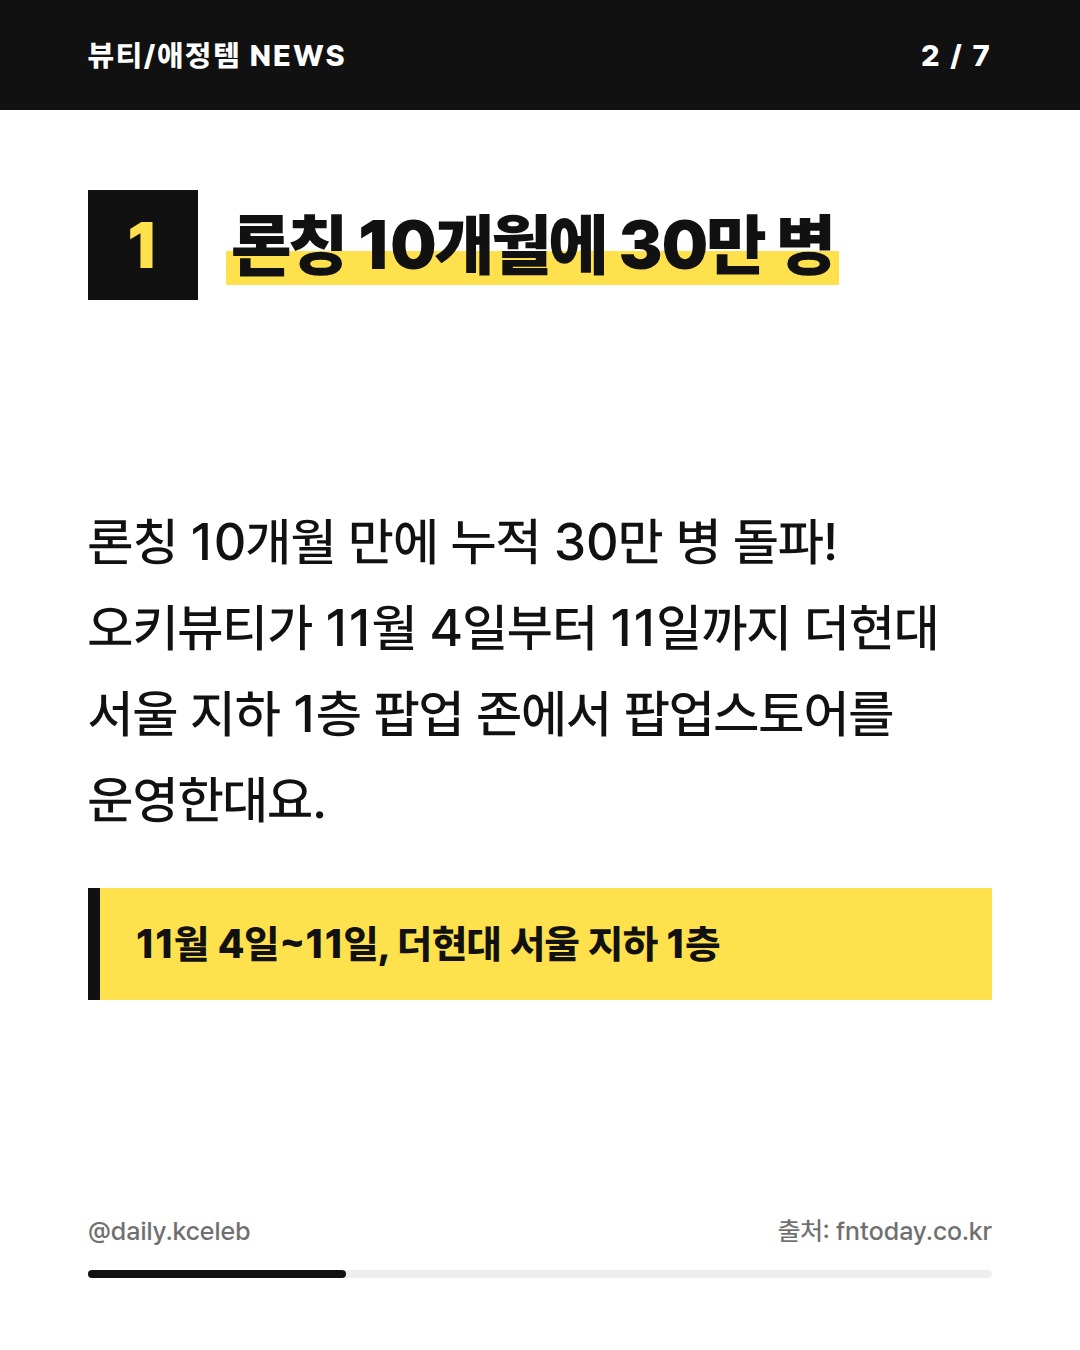 뷰티/애정템 NEWS
2 / 7
1
론칭 10개월에 30만 병
론칭 10개월 만에 누적 30만 병 돌파!
오키뷰티가 11월 4일부터 11일까지 더현대
서울 지하 1층 팝업 존에서 팝업스토어를
운영한대요.
11월 4일~11일, 더현대 서울 지하 1층
@daily.kceleb
출처: fntoday.co.kr